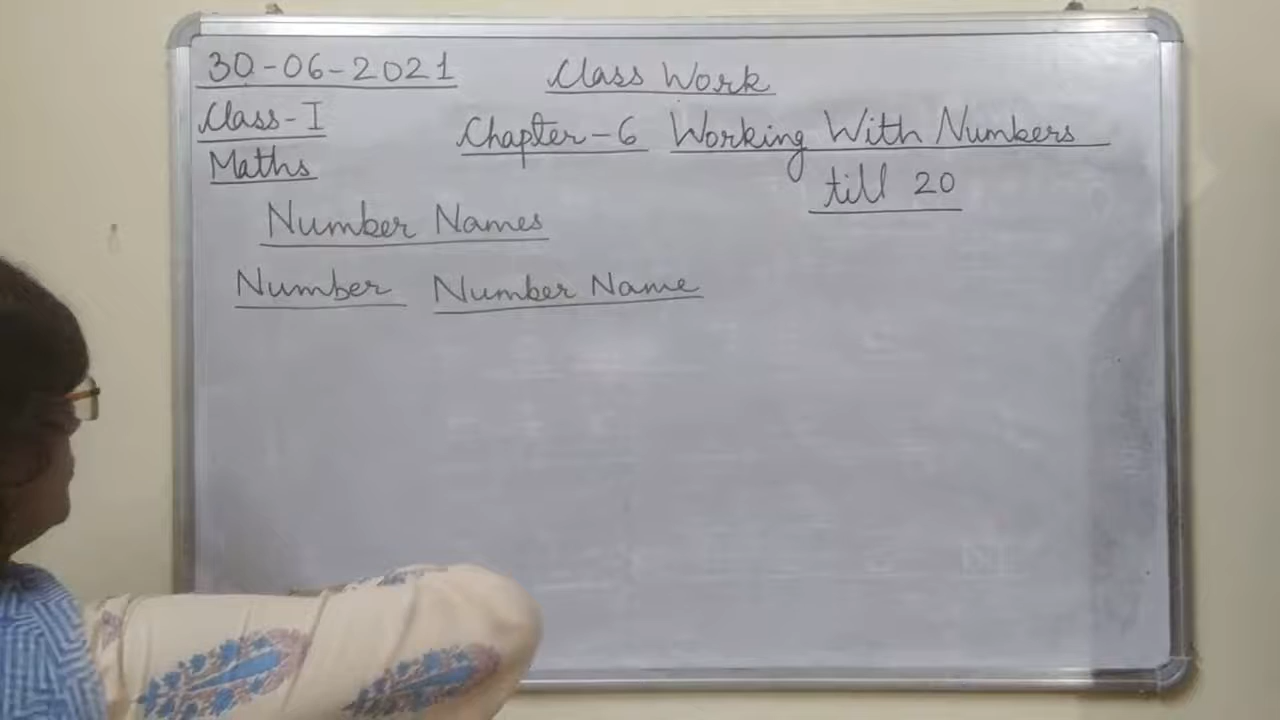 30-06-2021 Class Work
Class-I Chapter-6 Working With Numbers
Maths till 20
Number Names
Number Number Name